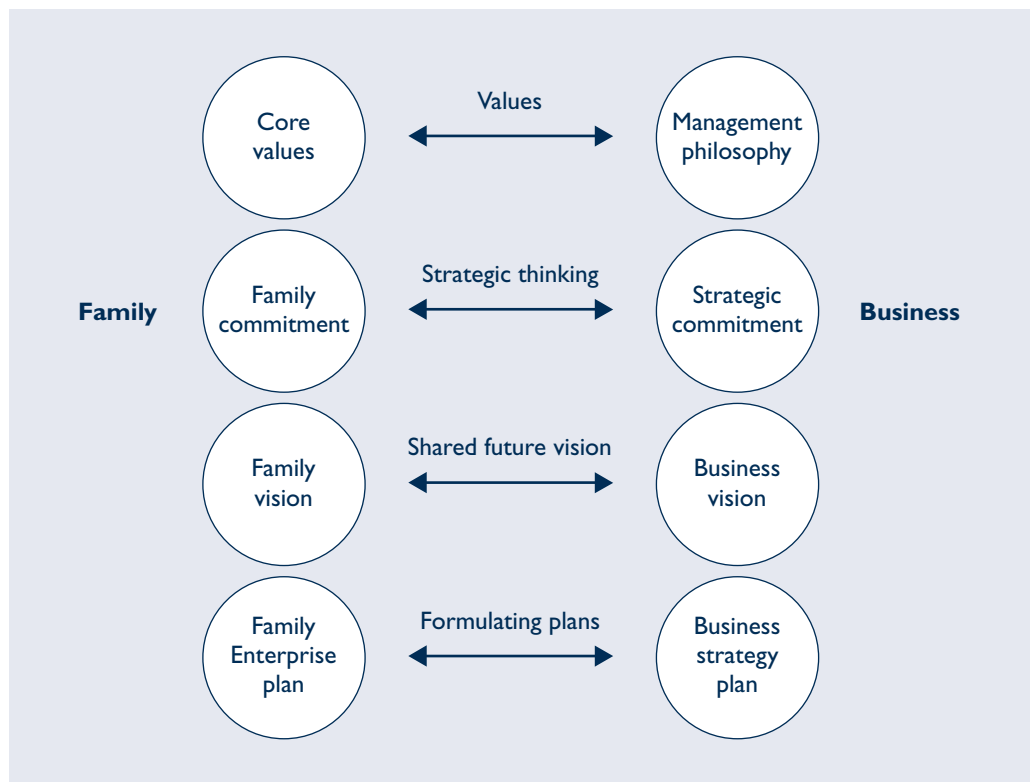 Core
values
Values
Management
philosophy
Family
Family
commitment
Strategic thinking
Strategic
commitment
Business
Family
vision
Shared future vision
Business
vision
Family
Enterprise
plan
Formulating plans
Business
strategy
plan